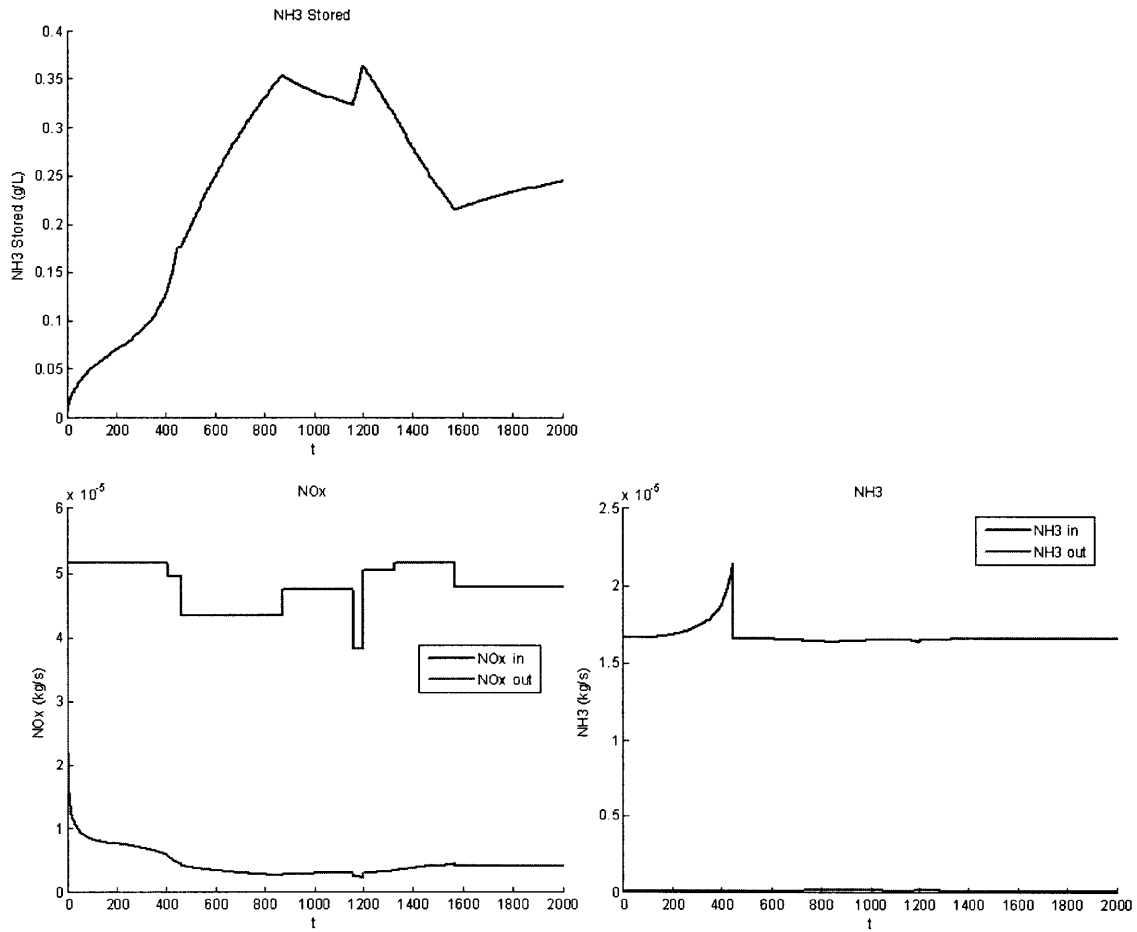 NH3 Stored
0.4
0.35
0.3
0.25
0.2
0.15
0.1
0.05
0
NH3 Stored (g/L)
0 200 400 600 800 1000 1200 1400 1600 1800 2000
t
NOx
x 10-5
6
5
4
3
2
1
0
NOx (kg/s)
NOx in
NOx out
0 200 400 600 800 1000 1200 1400 1600 1800 2000
t
NH3
x 10-5
2.5
2
1.5
1
0.5
0
NH3 (kg/s)
NH3 in
NH3 out
0 200 400 600 800 1000 1200 1400 1600 1800 2000
t